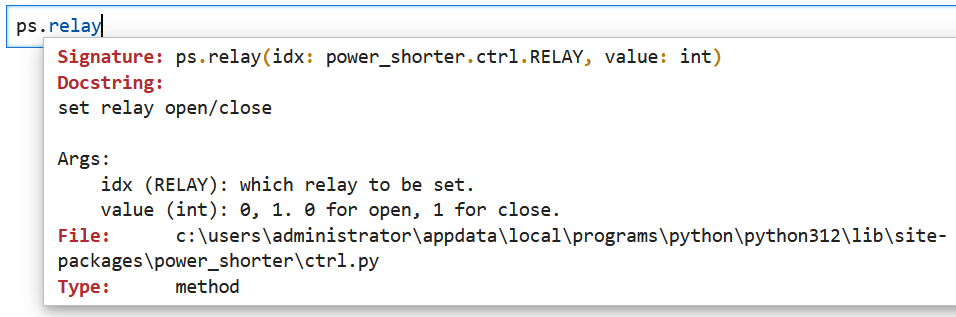 ps.relay
Signature: ps.relay(idx: power_shorter.ctrl.RELAY, value: int)
Docstring:
set relay open/close
Args:
idx (RELAY): which relay to be set.
value (int): 0, 1. 0 for open, 1 for close.
File: c:\users\administrator\appdata\local\programs\python\python312\lib\site-
packages\power_shorter\ctrl.py
Type: method